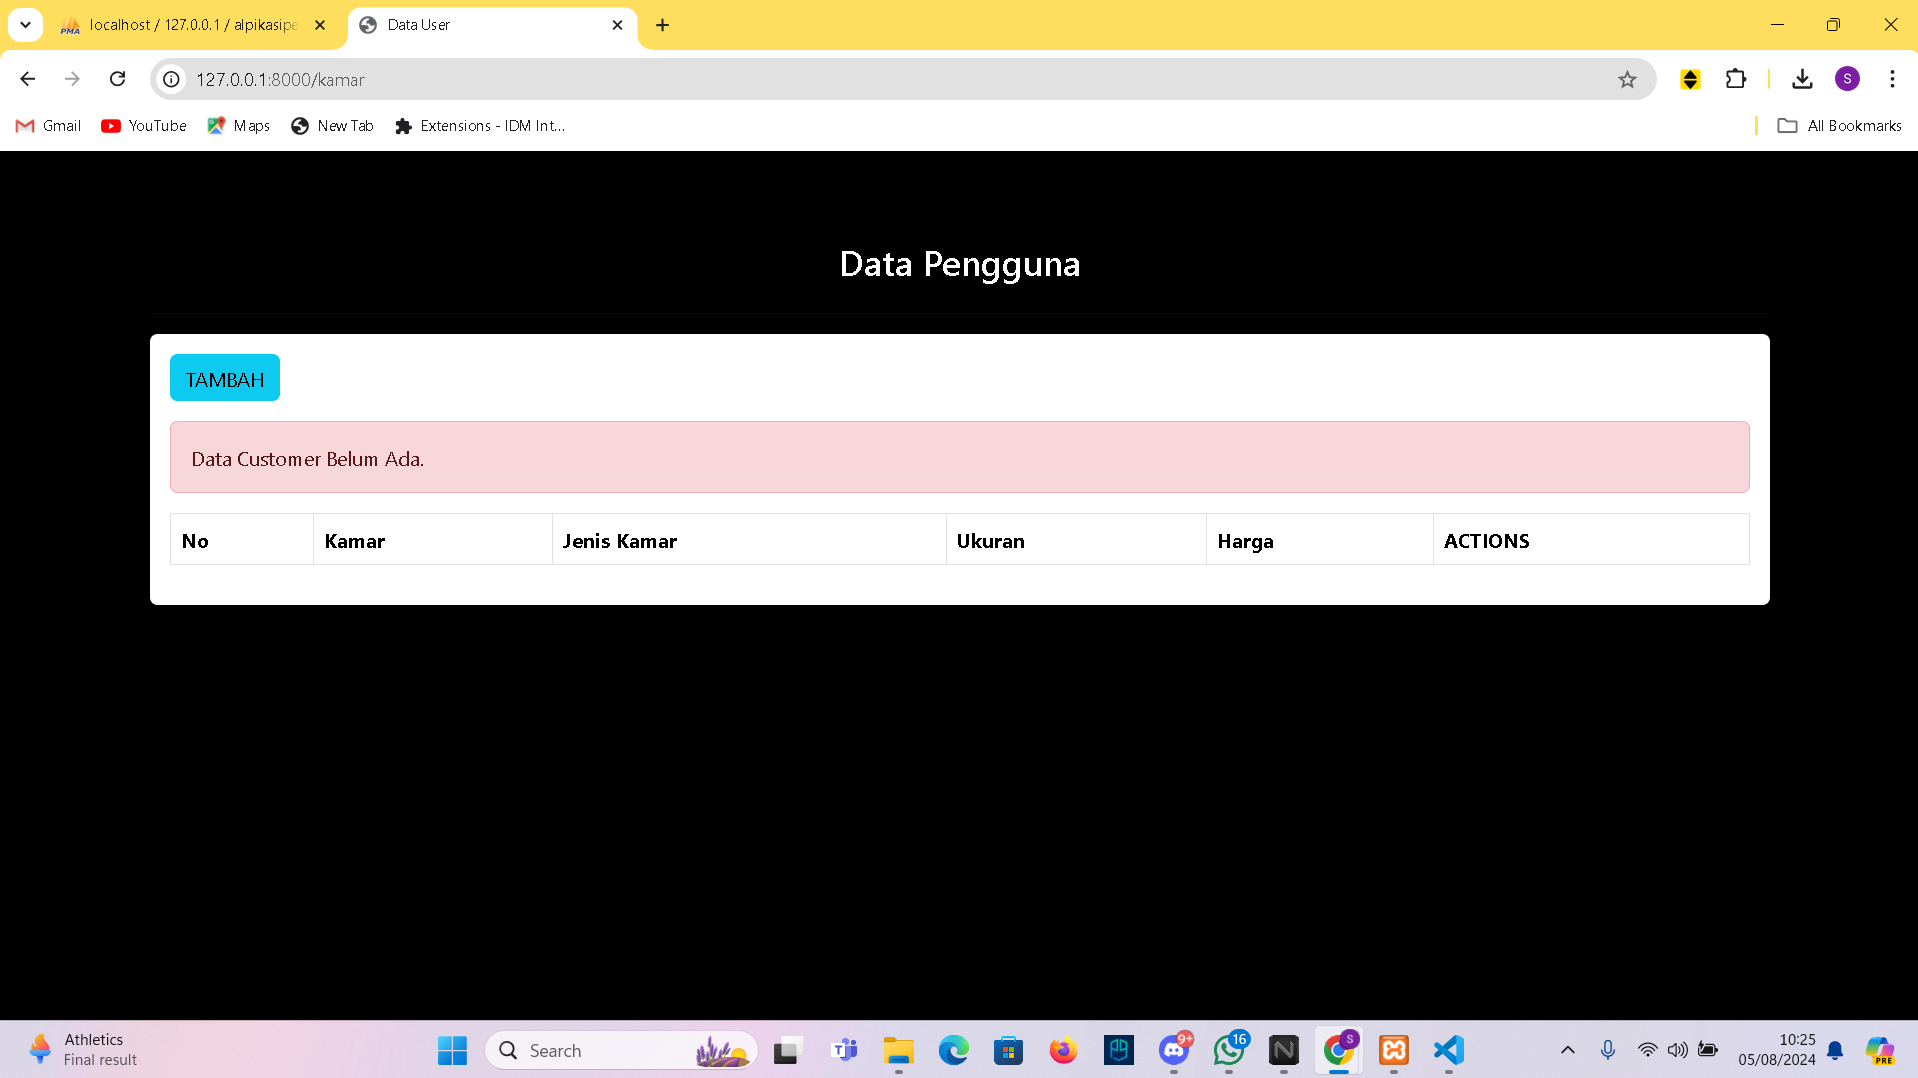 PMA localhost / 127.0.0.1 / alpikasipe
Data User
127.0.0.1:8000/kamar
S
Gmail YouTube Maps New Tab Extensions - IDM Int... All Bookmarks
Data Pengguna
TAMBAH
Data Customer Belum Ada.
No Kamar Jenis Kamar Ukuran Harga ACTIONS
Athletics
Final result
Search
9+
16
S
10:25
05/08/2024
PRE